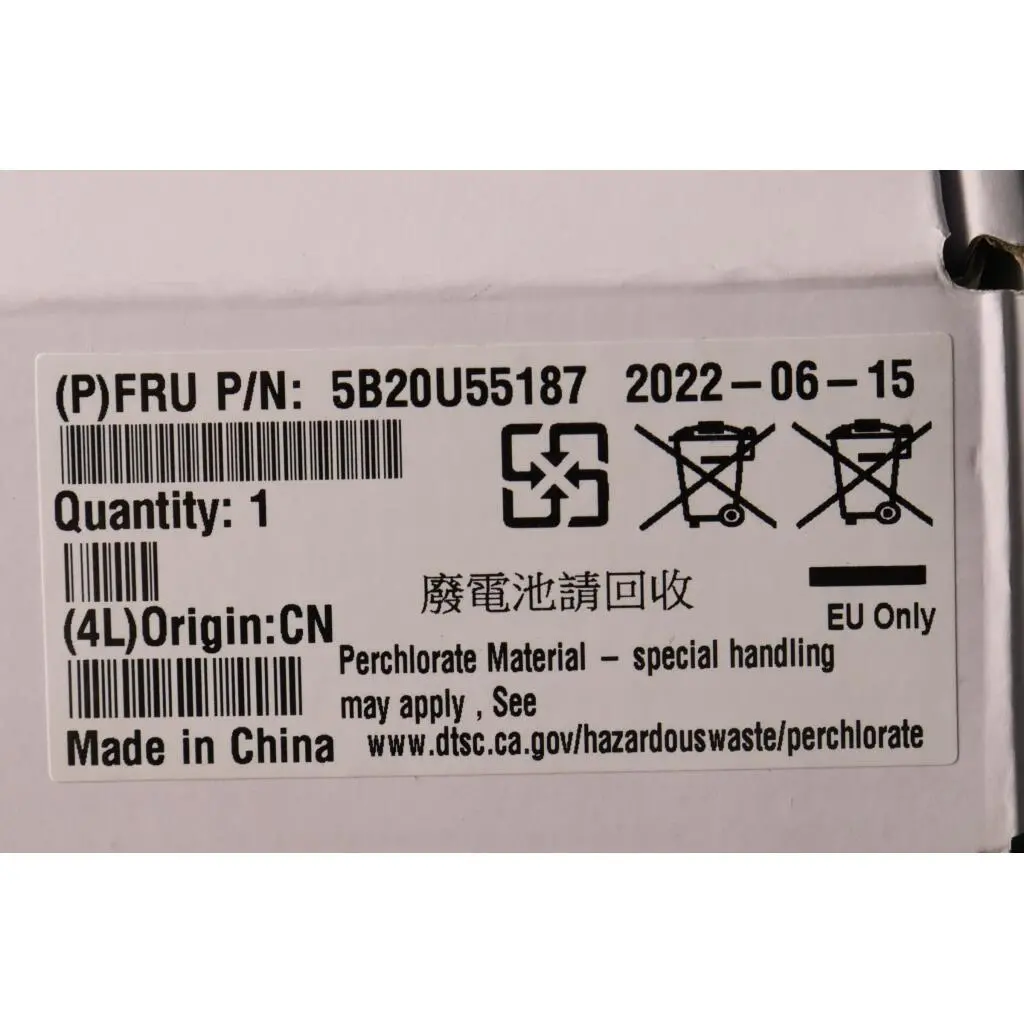 (P)FRU P/N: 5B20U55187 2022-06-15
Quantity: 1
廢電池請回收
EU Only
(4L)Origin:CN
Perchlorate Material - special handling
may apply , See
www.dtsc.ca.gov/hazardouswaste/perchlorate
Made in China